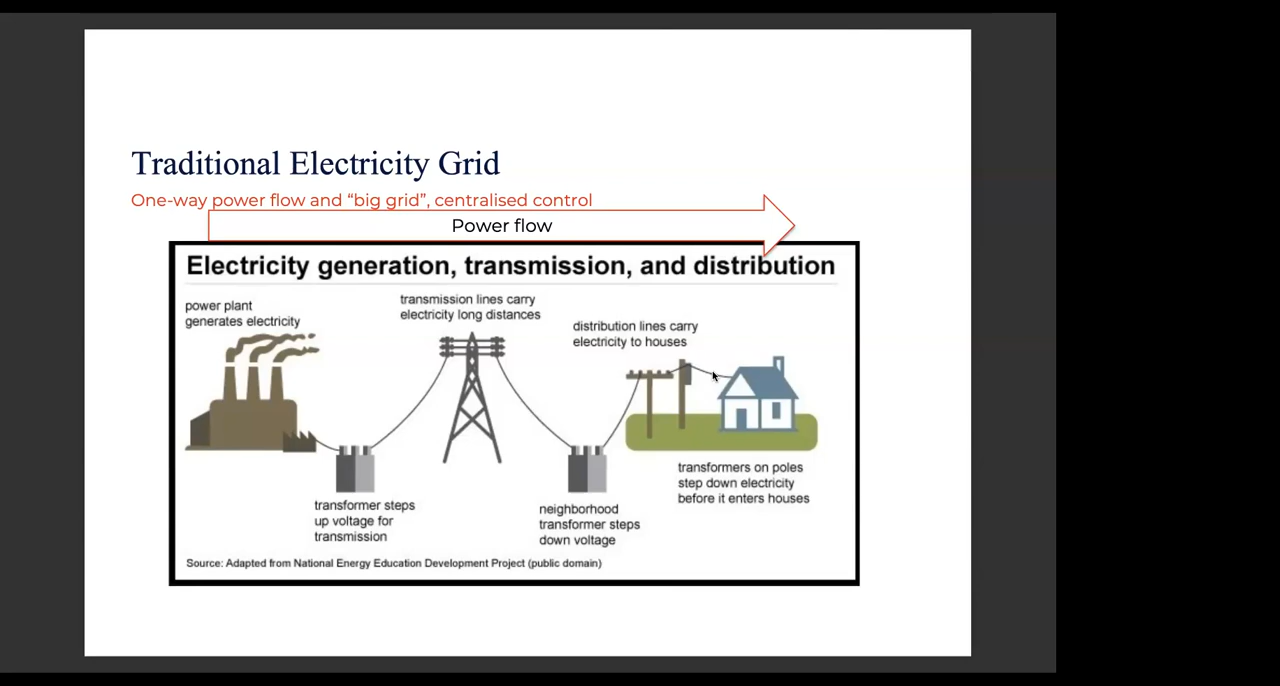 Traditional Electricity Grid
One-way power flow and “big grid”, centralised control
Power flow
Electricity generation, transmission, and distribution
power plant
generates electricity
transmission lines carry
electricity long distances
distribution lines carry
electricity to houses
transformer steps
up voltage for
transmission
neighborhood
transformer steps
down voltage
transformers on poles
step down electricity
before it enters houses
Source: Adapted from National Energy Education Development Project (public domain)